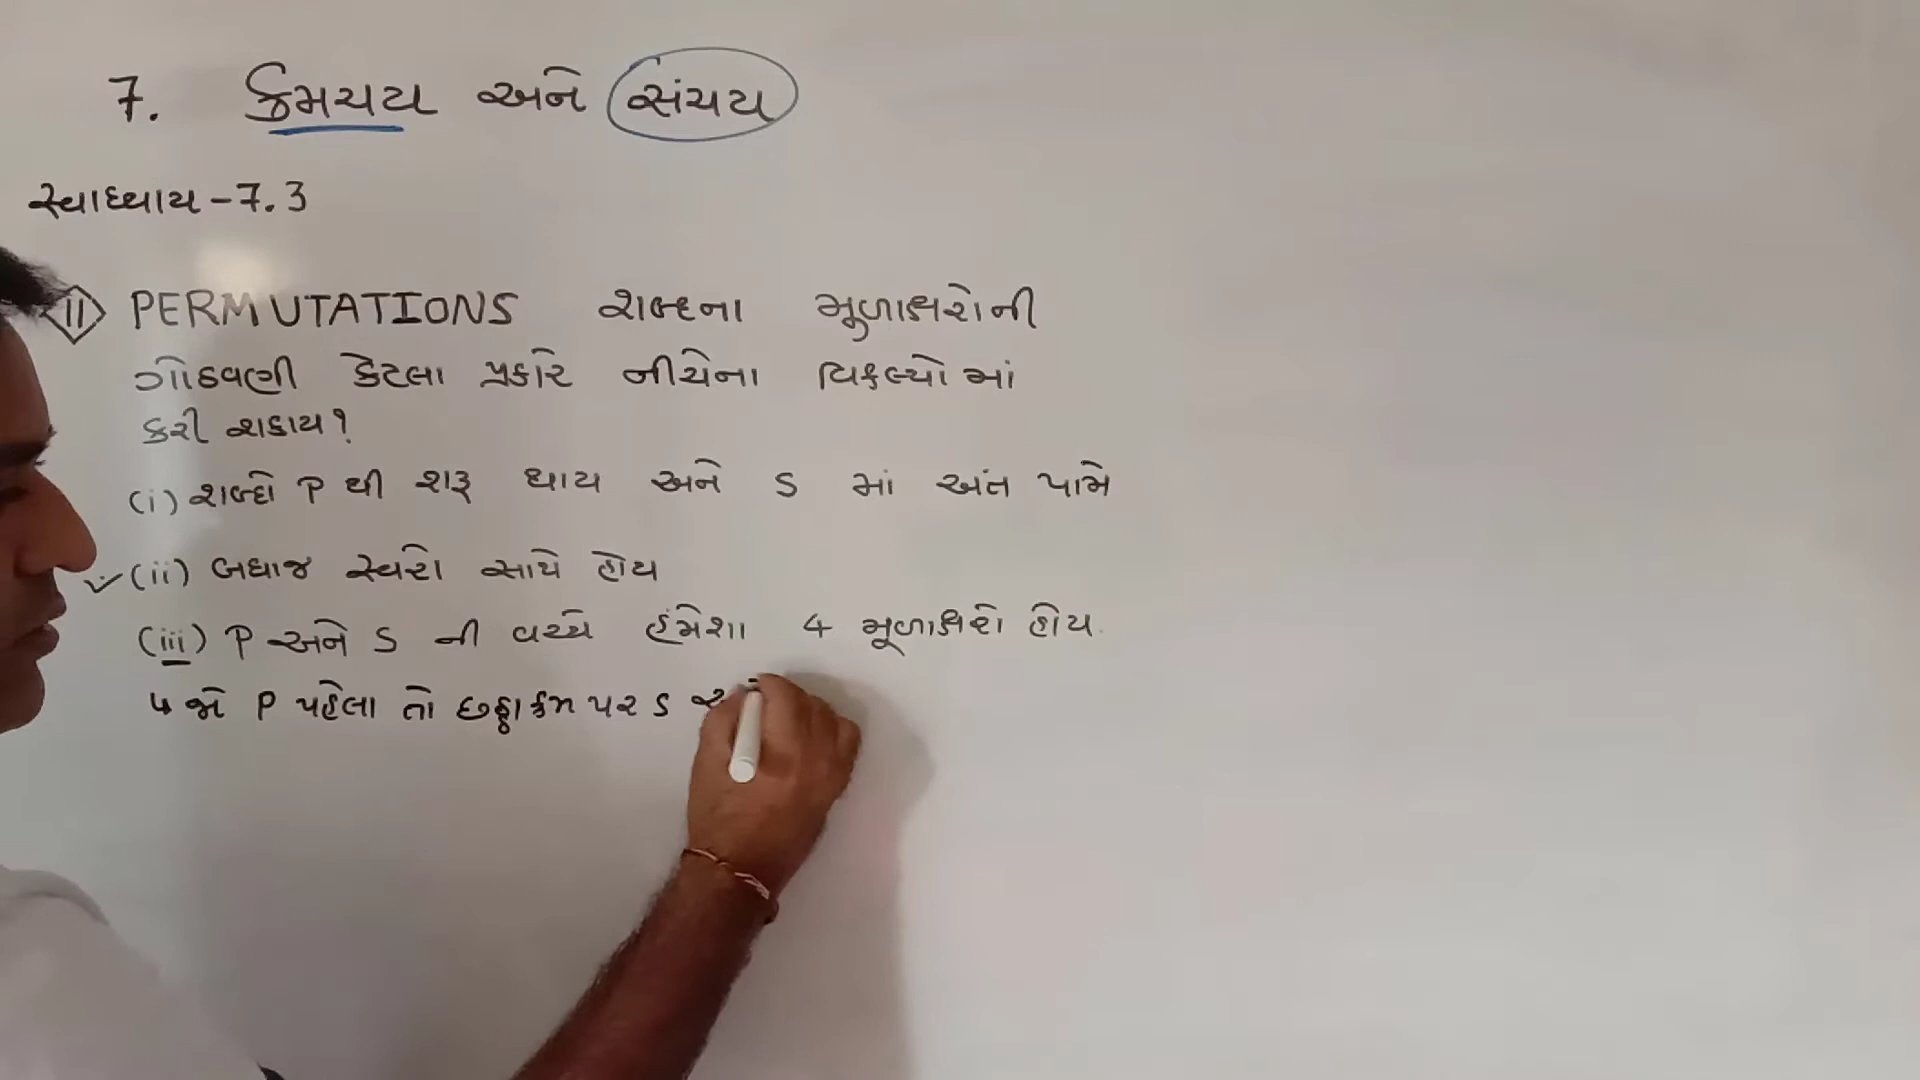 7. ક્રમચય અને સંચય
સ્વાધ્યાય - 7.3
11 PERMUTATIONS શબ્દના મૂળાક્ષરોની
ગોઠવણી કેટલા પ્રકારે નીચેના વિકલ્પોમાં
કરી શકાય?
(i) શબ્દો P થી શરૂ થાય અને S માં અંત પામે
(ii) બધાજ સ્વરો સાથે હોય
(iii) P અને S ની વચ્ચે હંમેશા 4 મૂળાક્ષરો હોય.
જો P પહેલા તો છઠ્ઠા ક્રમ પર S